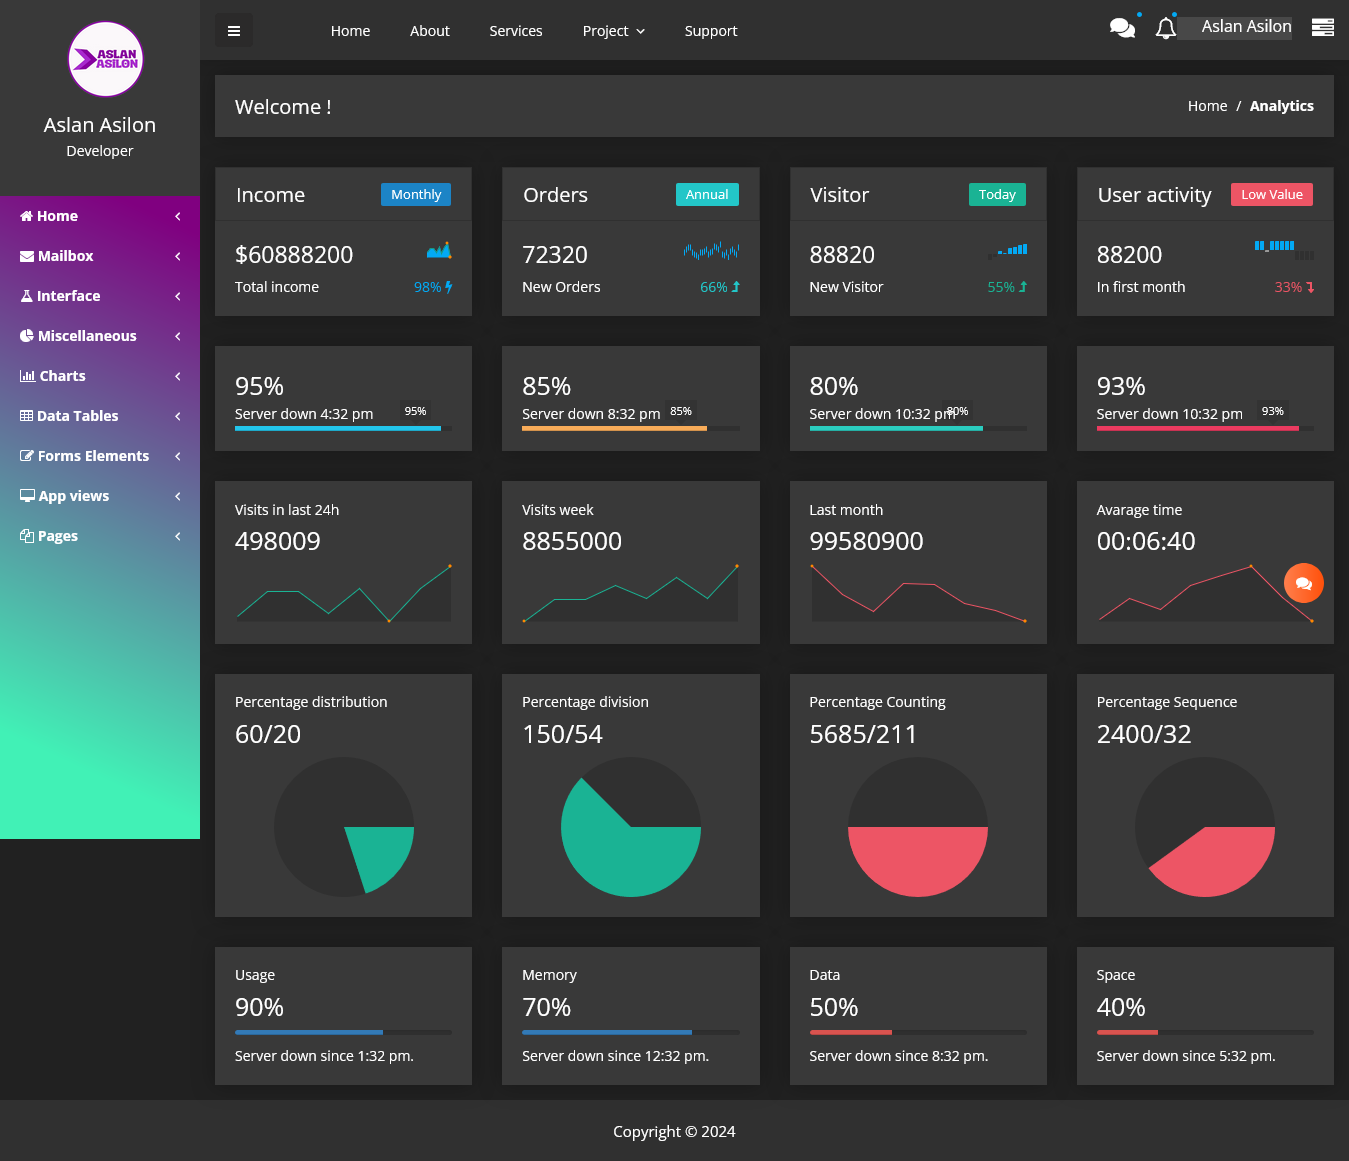 ASLAN
ASILON
Aslan Asilon
Developer
Home
Mailbox
Interface
Miscellaneous
Charts
Data Tables
Forms Elements
App views
Pages
Home About Services Project Support
Aslan Asilon
Welcome !
Home / Analytics
Income Monthly
$60888200
Total income 98%
Orders Annual
72320
New Orders 66%
Visitor Today
88820
New Visitor 55%
User activity Low Value
88200
In first month 33%
95%
Server down 4:32 pm 95%
85%
Server down 8:32 pm 85%
80%
Server down 10:32 pm 80%
93%
Server down 10:32 pm 93%
Visits in last 24h
498009
Visits week
8855000
Last month
99580900
Avarage time
00:06:40
Percentage distribution
60/20
Percentage division
150/54
Percentage Counting
5685/211
Percentage Sequence
2400/32
Usage
90%
Server down since 1:32 pm.
Memory
70%
Server down since 12:32 pm.
Data
50%
Server down since 8:32 pm.
Space
40%
Server down since 5:32 pm.
Copyright © 2024